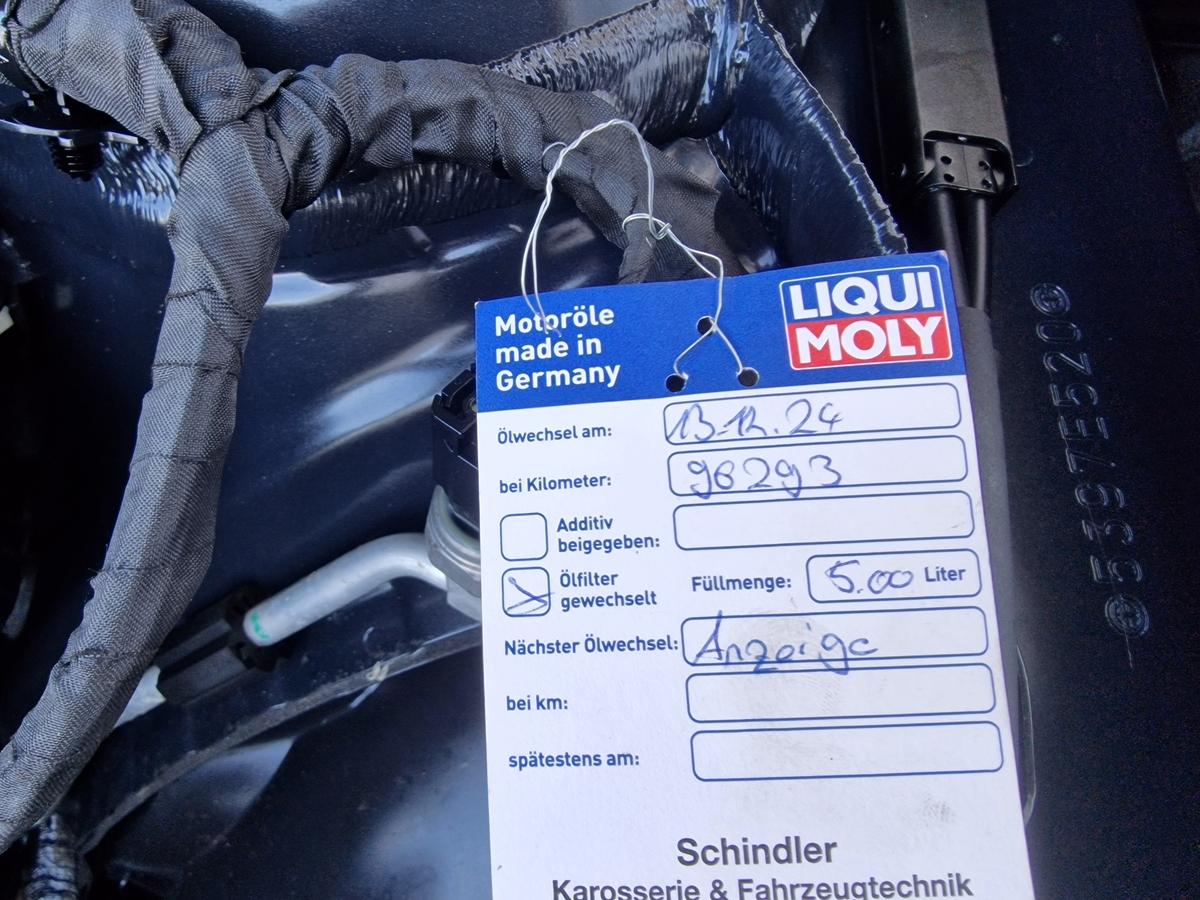 Motoröle
made in
Germany
LIQUI
MOLY
Ölwechsel am: 13.12.24
bei Kilometer: 96293
Additiv
beigegeben:
Ölfilter
gewechselt
Füllmenge: 5.00 Liter
Nächster Ölwechsel: Anzeige
bei km:
spätestens am:
Schindler
Karosserie & Fahrzeugtechnik